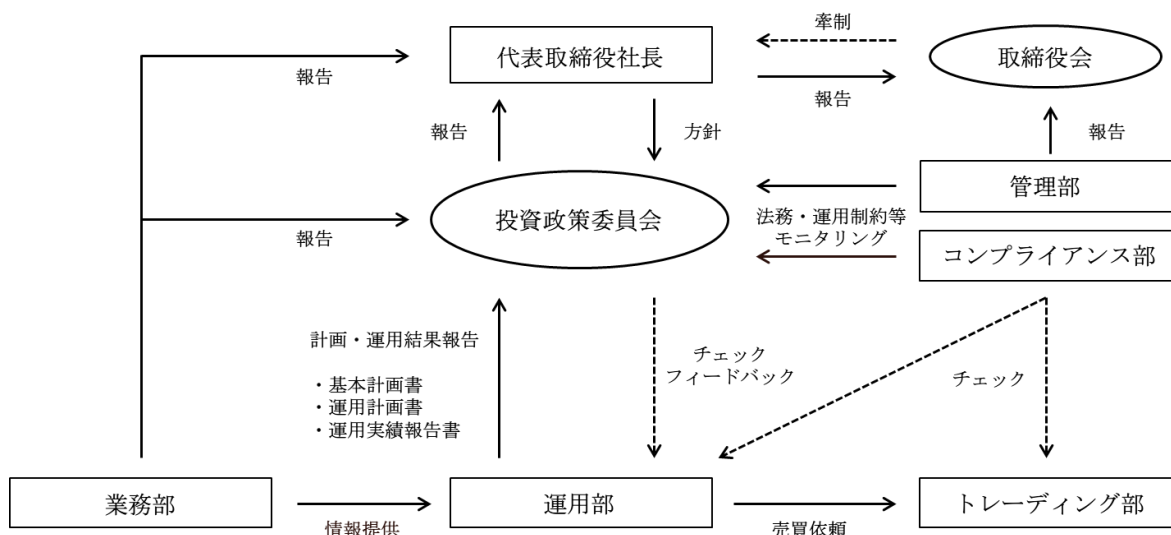 牽制
代表取締役社長
取締役会
報告
報告
報告
方針
報告
管理部
投資政策委員会
法務・運用制約等
モニタリング
報告
コンプライアンス部
計画・運用結果報告
・基本計画書
・運用計画書
・運用実績報告書
チェック
フィードバック
チェック
業務部
運用部
トレーディング部
情報提供
売買依頼